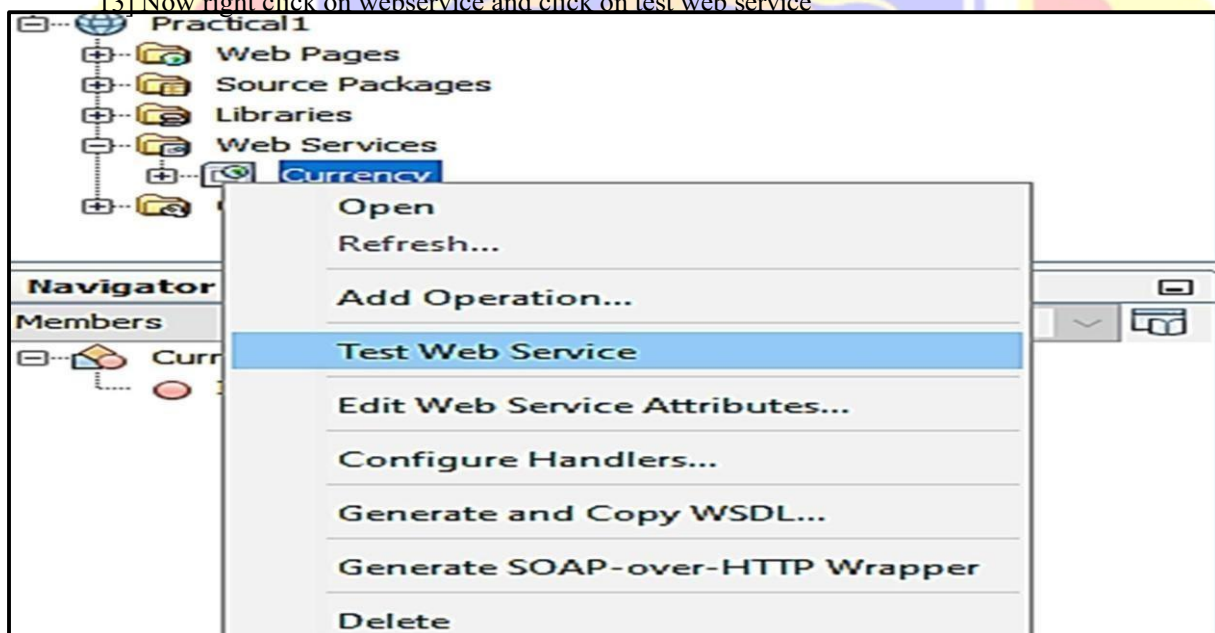 13] Now right click on webservice and click on test web service
Practical1
Web Pages
Source Packages
Libraries
Web Services
Currency
Open
Refresh...
Navigator
Add Operation...
Members
Test Web Service
Curr
Edit Web Service Attributes...
Configure Handlers...
Generate and Copy WSDL...
Generate SOAP-over-HTTP Wrapper
Delete